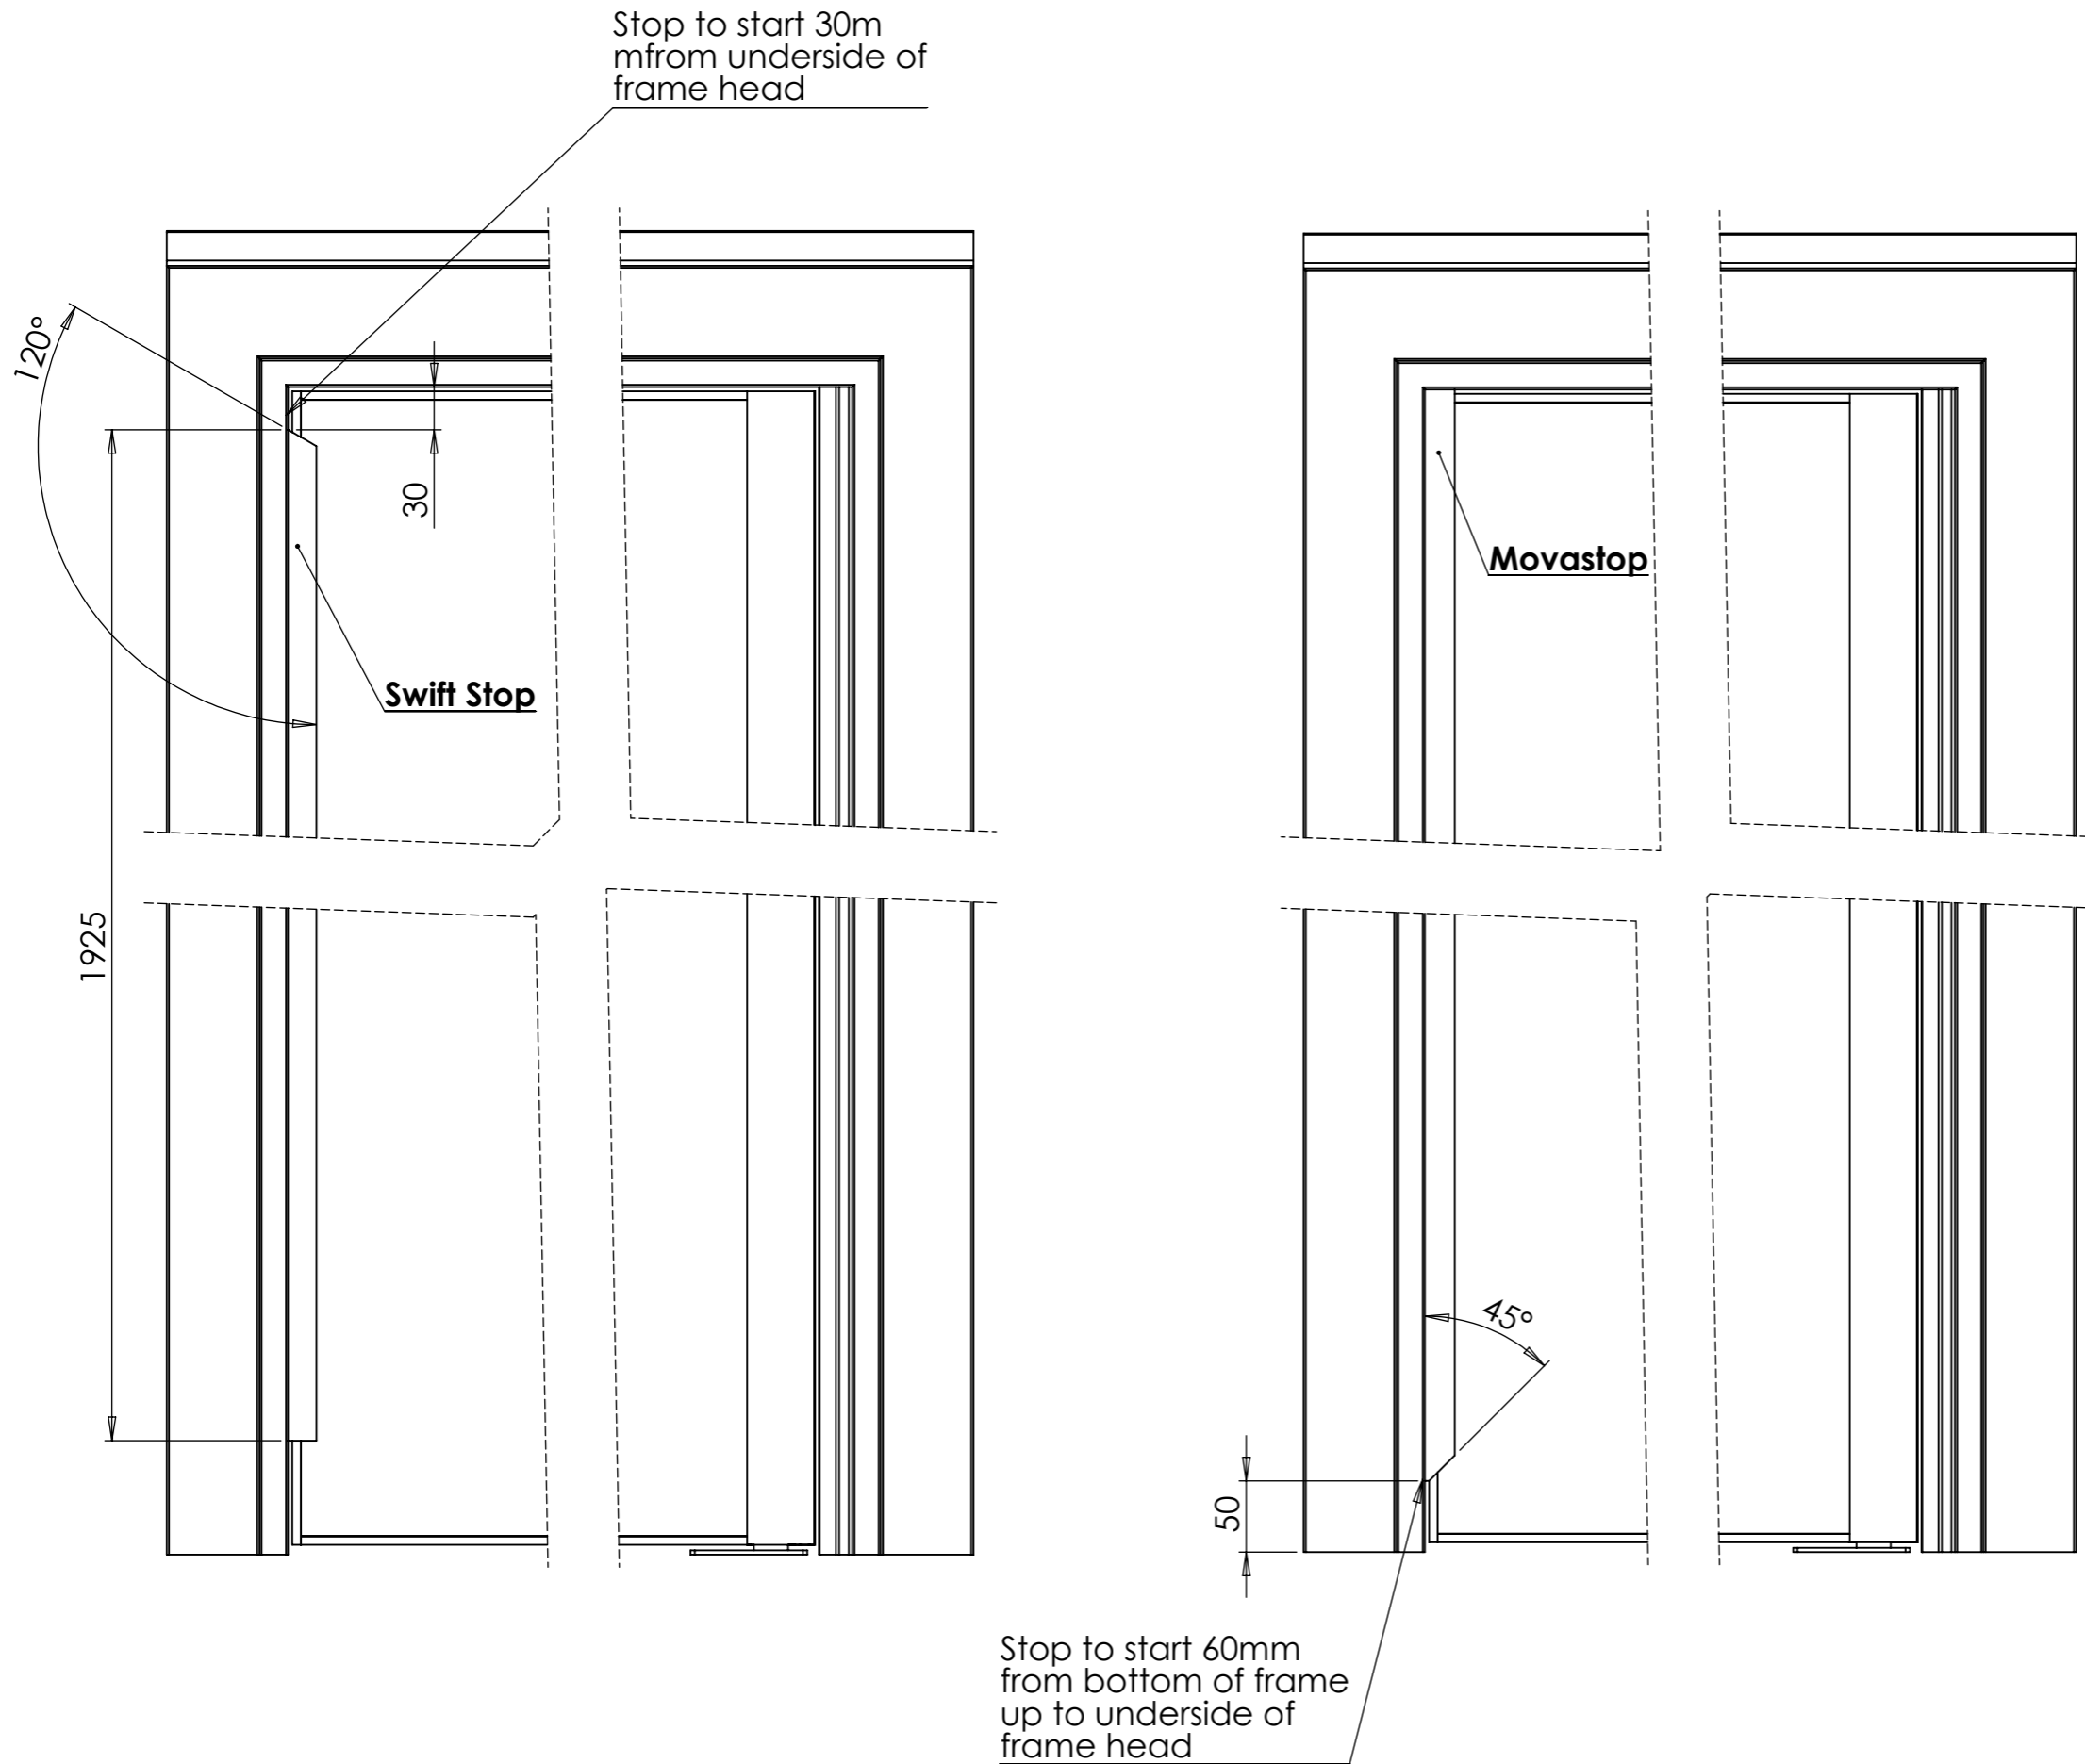 Stop to start 30m
mfrom underside of
frame head
120°
30
Swift Stop
1925
Movastop
45°
50
Stop to start 60mm
from bottom of frame
up to underside of
frame head